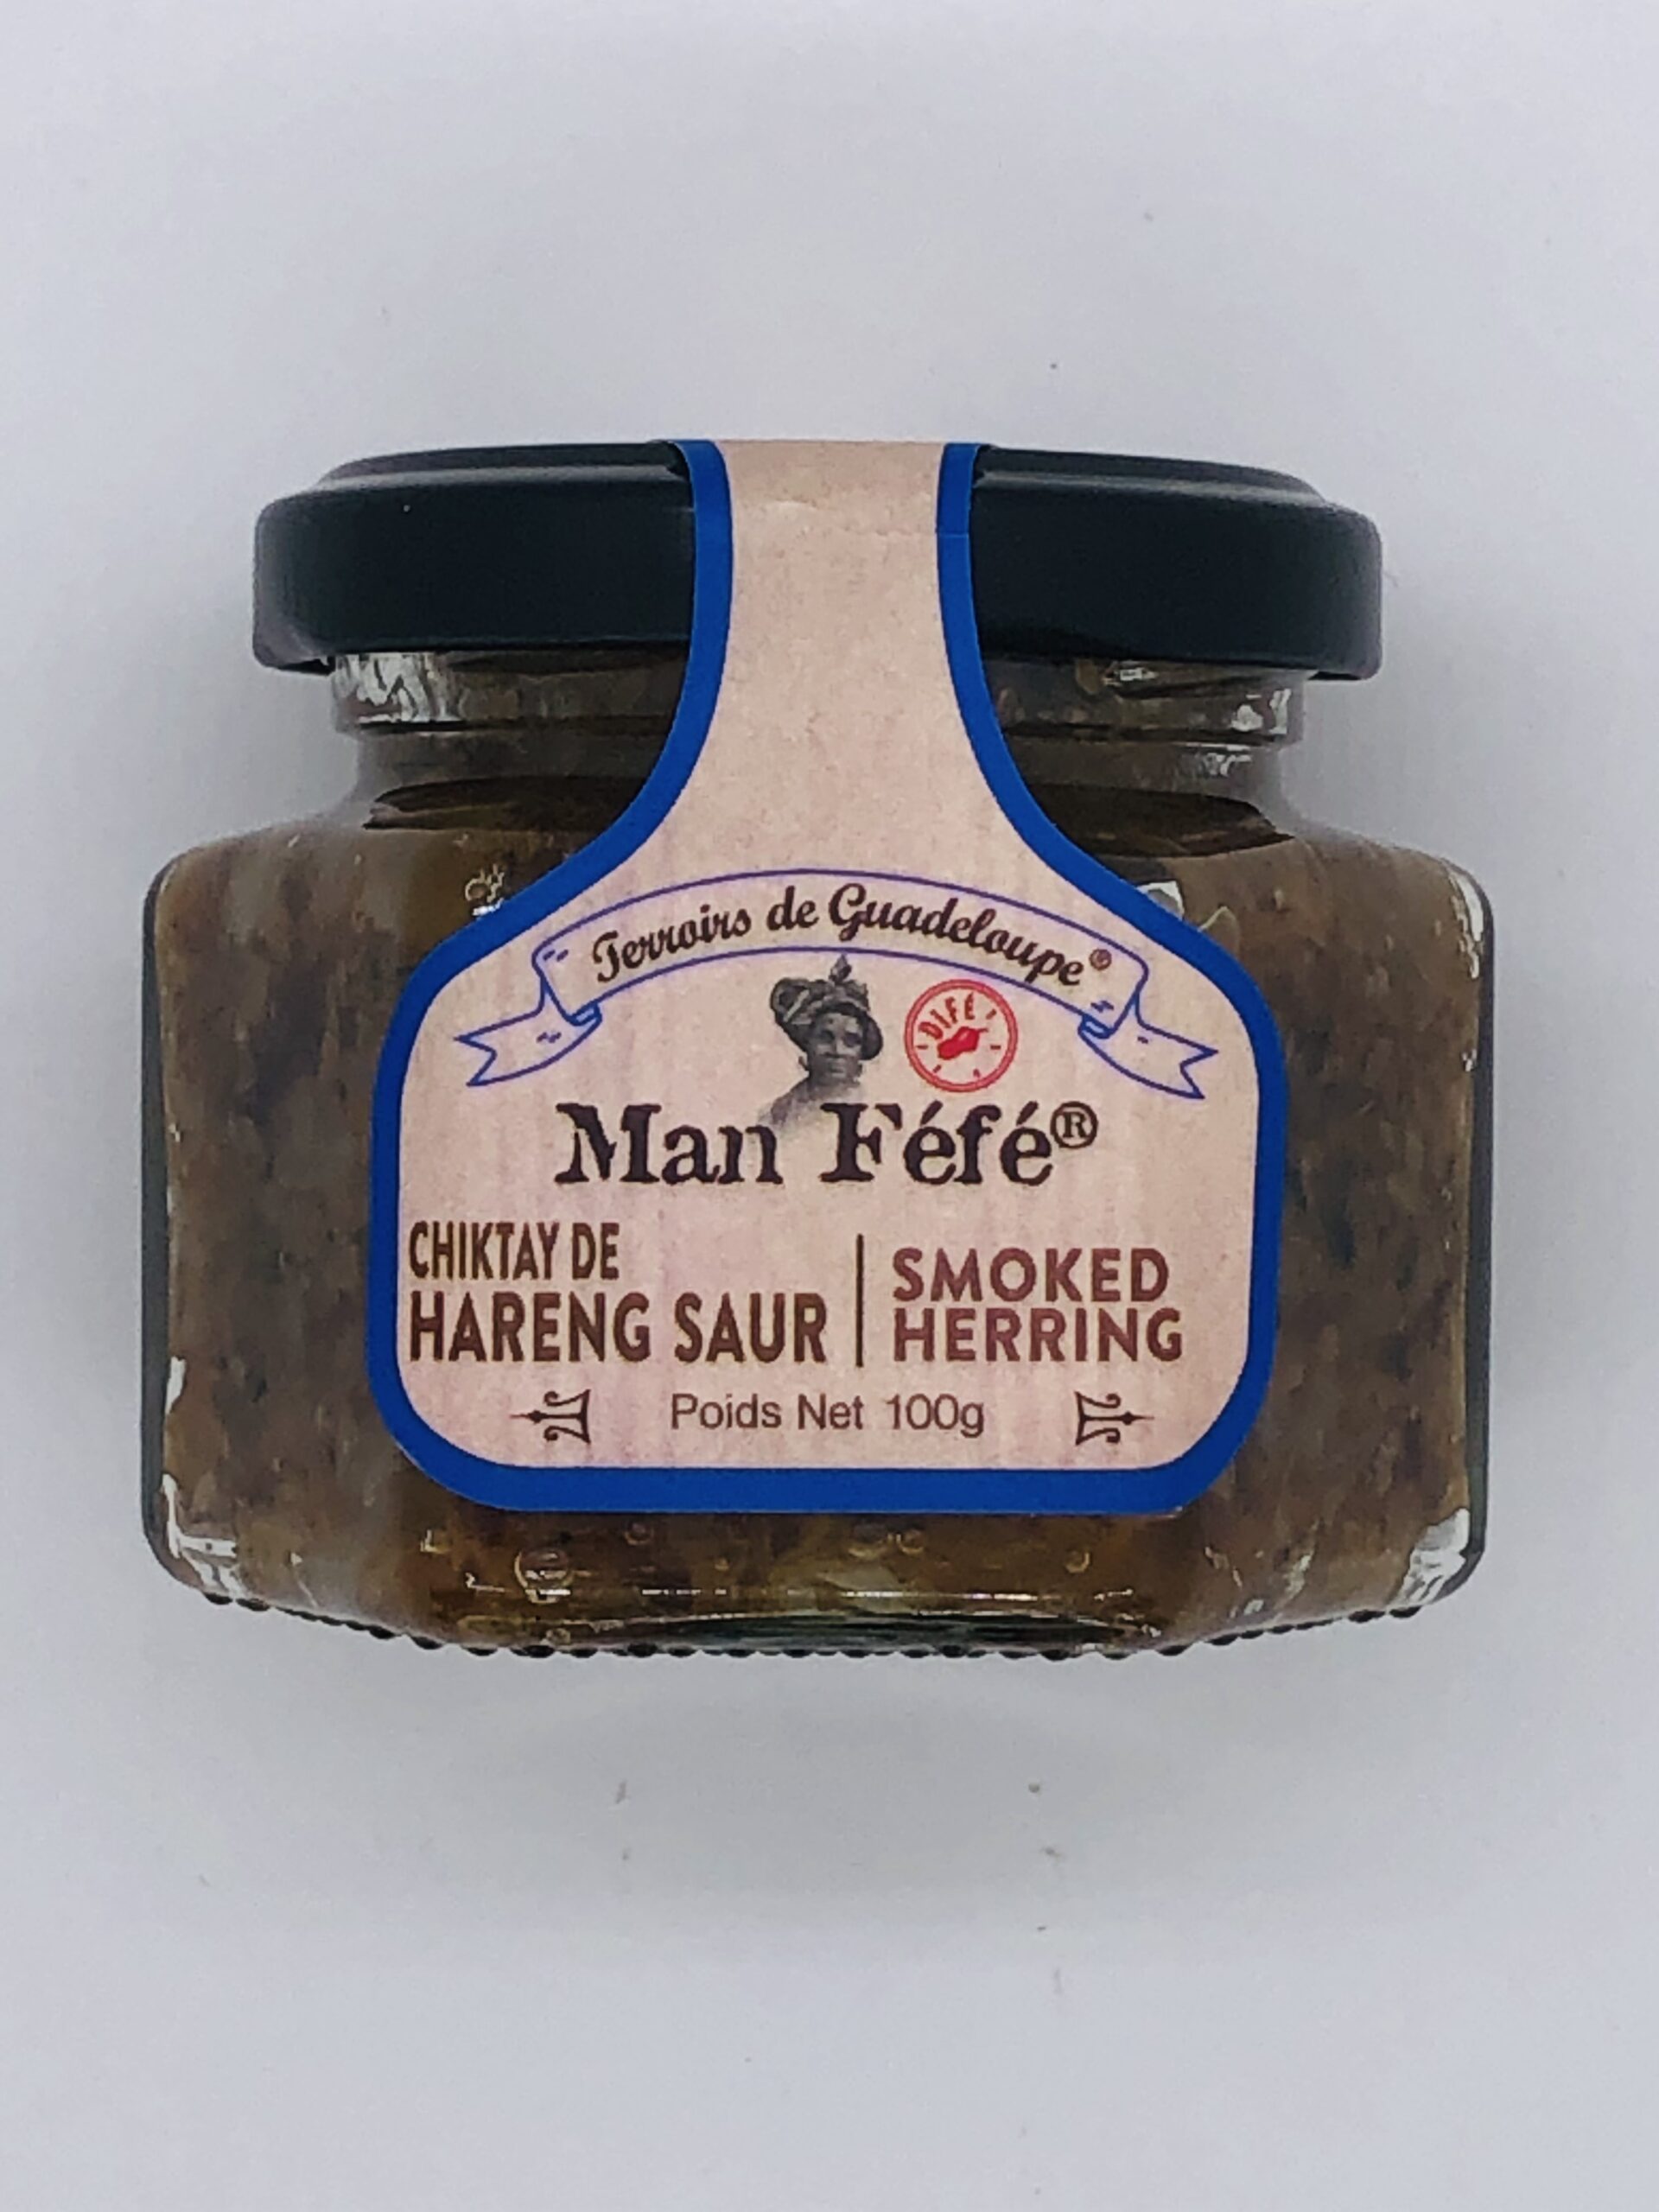 Terroirs de Guadeloupe®
DIFÉ !
Man Féfé®
CHIKTAY DE
HARENG SAUR
SMOKED
HERRING
Poids Net 100g